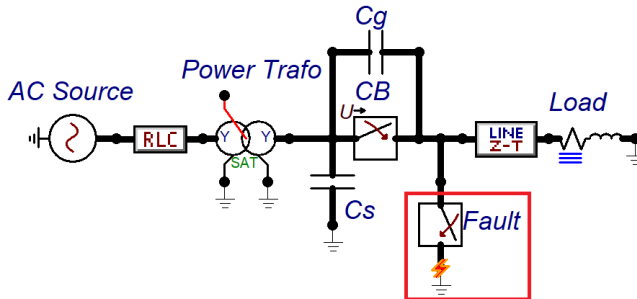 Cg
Power Trafo
CB
AC Source
U
Load
RLC
Y Y
LINE
Z-T
SAT
Cs
Fault